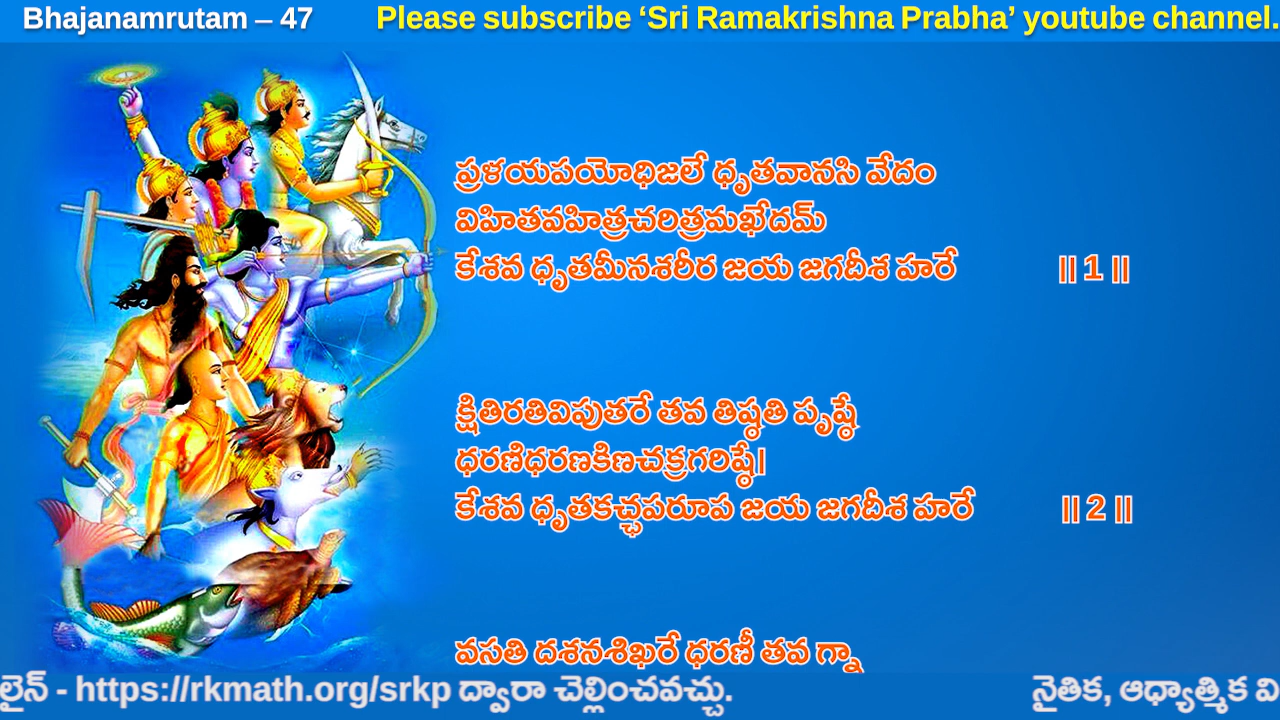 Bhajanamrutam – 47 Please subscribe ‘Sri Ramakrishna Prabha’ youtube channel.
ప్రళయపయోధిజలే ధృతవానసి వేదం
విహితవహిత్రచరిత్రమఖేదమ్
కేశవ ధృతమీనశరీర జయ జగదీశ హరే || 1 ||
క్షితిరతివిపుతరే తవ తిష్ఠతి పృష్ఠే
ధరణిధరణకిణచక్రగరిష్ఠే|
కేశవ ధృతకచ్ఛపరూప జయ జగదీశ హరే || 2 ||
వసతి దశనశిఖరే ధరణీ తవ
లైన్ - https://rkmath.org/srkp ద్వారా చెల్లించవచ్చు. నైతిక, ఆధ్యాత్మిక వి